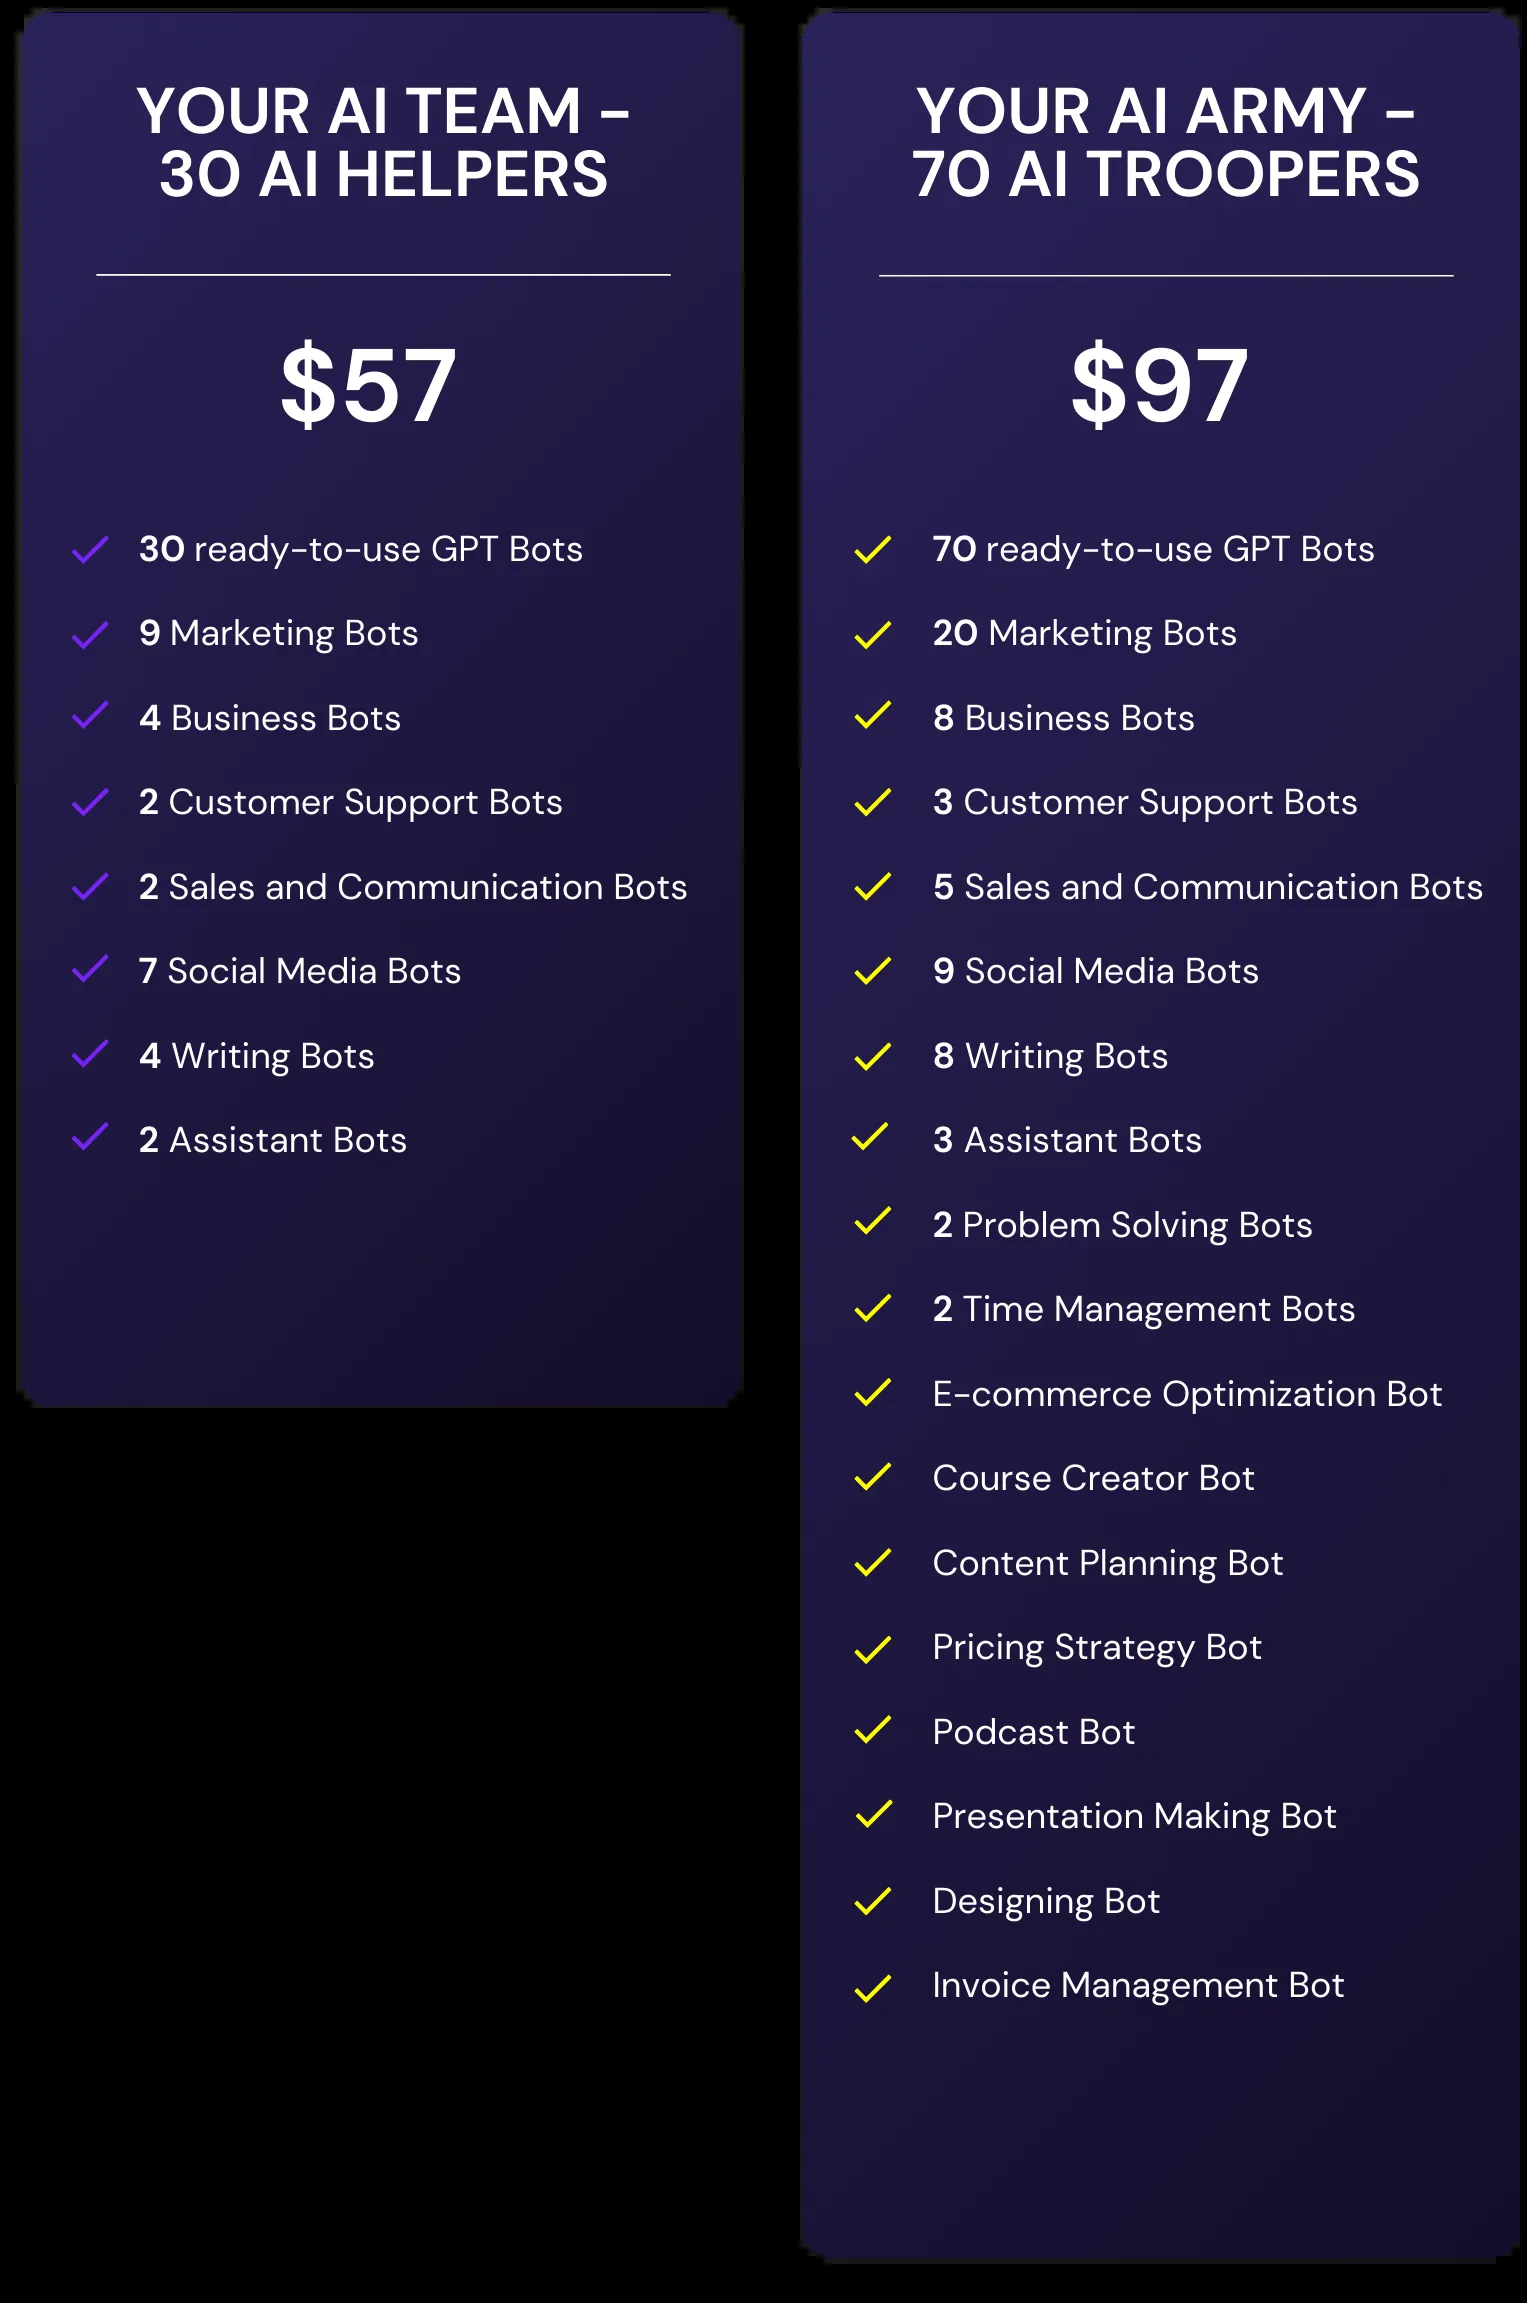 YOUR AI TEAM –
30 AI HELPERS
$57
30 ready-to-use GPT Bots
9 Marketing Bots
4 Business Bots
2 Customer Support Bots
2 Sales and Communication Bots
7 Social Media Bots
4 Writing Bots
2 Assistant Bots
YOUR AI ARMY –
70 AI TROOPERS
$97
70 ready-to-use GPT Bots
20 Marketing Bots
8 Business Bots
3 Customer Support Bots
5 Sales and Communication Bots
9 Social Media Bots
8 Writing Bots
3 Assistant Bots
2 Problem Solving Bots
2 Time Management Bots
E-commerce Optimization Bot
Course Creator Bot
Content Planning Bot
Pricing Strategy Bot
Podcast Bot
Presentation Making Bot
Designing Bot
Invoice Management Bot